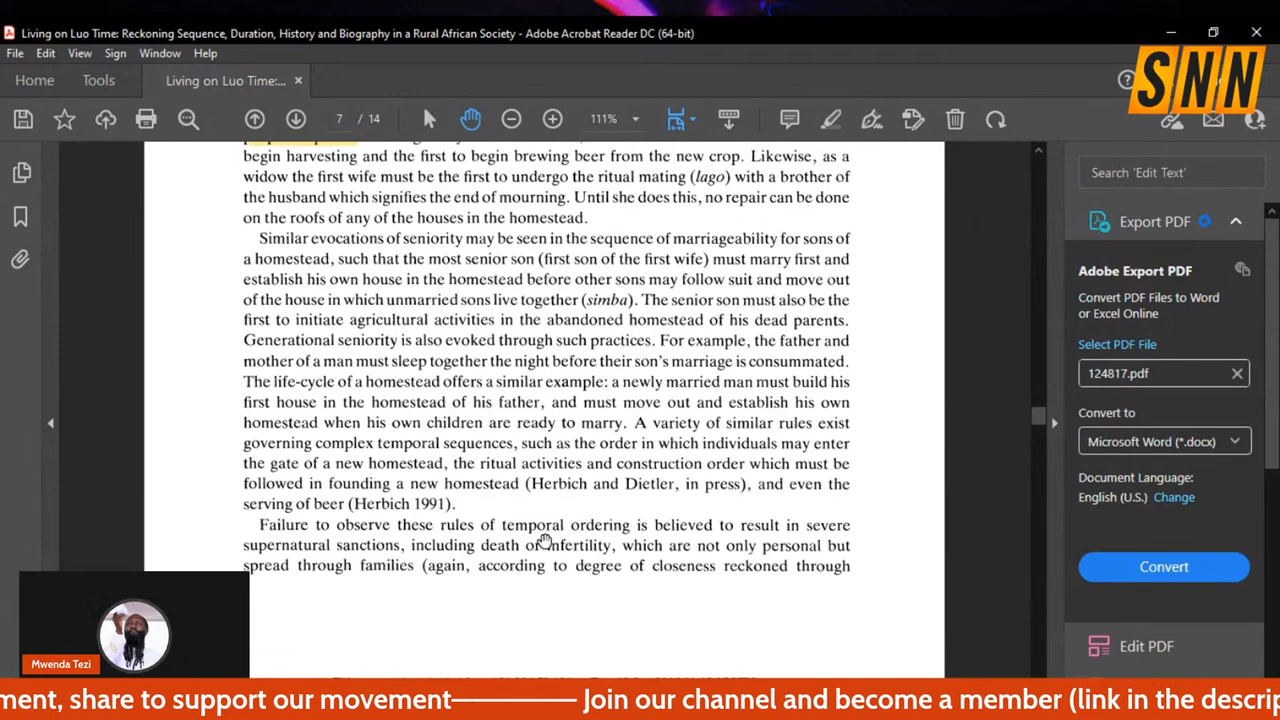 Living on Luo Time: Reckoning Sequence, Duration, History and Biography in a Rural African Society - Adobe Acrobat Reader DC (64-bit)
File Edit View Window Help
Home Tools Living on Luo Time:... ×
SNN
7 / 14 111%
begin harvesting and the first to begin brewing beer from the new crop. Likewise, as a
widow the first wife must be the first to undergo the ritual mating (lago) with a brother of
the husband which signifies the end of mourning. Until she does this, no repair can be done
on the roofs of any of the houses in the homestead.
Similar evocations of seniority may be seen in the sequence of marriageability for sons of
a homestead, such that the most senior son (first son of the first wife) must marry first and
establish his own house in the homestead before other sons may follow suit and move out
of the house in which unmarried sons live together (simba). The senior son must also be the
first to initiate agricultural activities in the abandoned homestead of his dead parents.
Generational seniority is also evoked through such practices. For example, the father and
mother of a man must sleep together the night before their son's marriage is consummated.
The life-cycle of a homestead offers a similar example: a newly married man must build his
first house in the homestead of his father, and must move out and establish his own
homestead when his own children are ready to marry. A variety of similar rules exist
governing complex temporal sequences, such as the order in which individuals may enter
the gate of a new homestead, the ritual activities and construction order which must be
followed in founding a new homestead (Herbich and Dietler, in press), and even the
serving of beer (Herbich 1991).
Failure to observe these rules of temporal ordering is believed to result in severe
supernatural sanctions, including death or infertility, which are not only personal but
spread through families (again, according to degree of closeness reckoned through
Search 'Edit Text'
Export PDF
Adobe Export PDF
Convert PDF Files to Word
or Excel Online
Select PDF File
124817.pdf
Convert to
Microsoft Word (*.docx)
Document Language:
English (U.S.) Change
Convert
Edit PDF
Mwenda Tezi
ment, share to support our movement———— Join our channel and become a member (link in the descrip